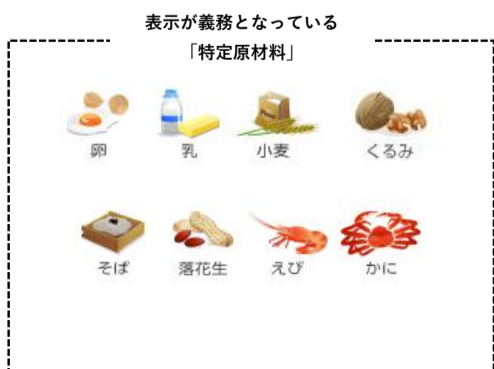 表示が義務となっている
「特定原材料」
卵 乳 小麦 くるみ
そば 落花生 えび かに